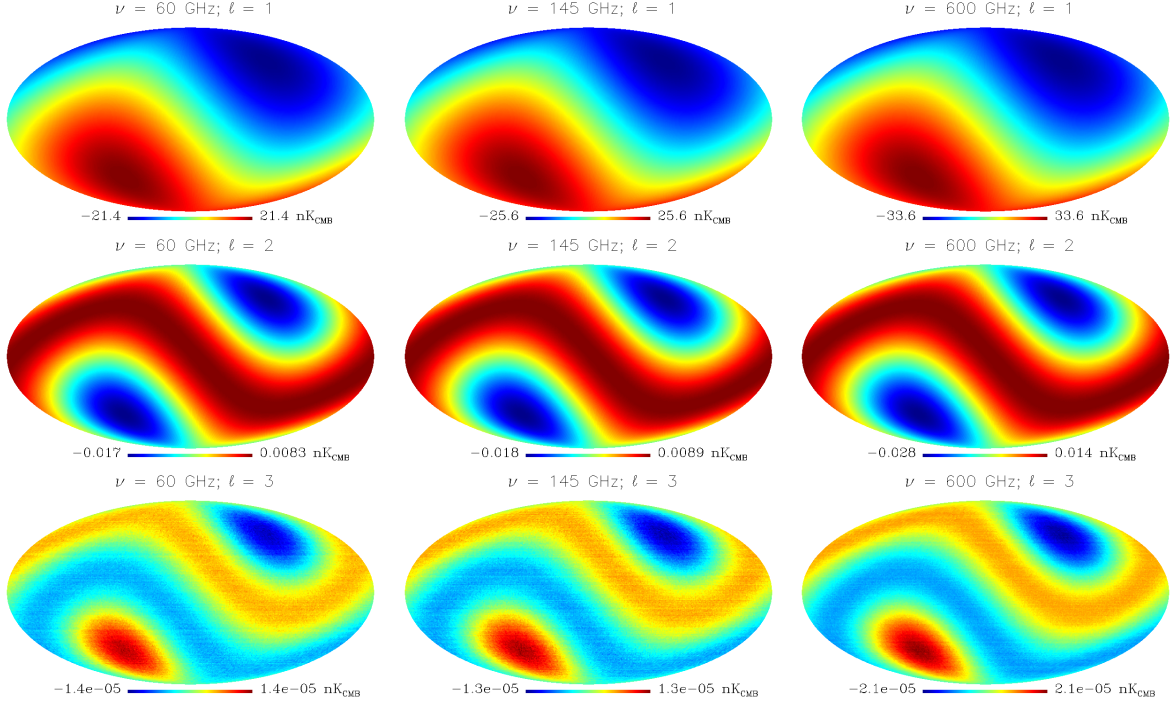 ν = 60 GHz; ℓ = 1
ν = 145 GHz; ℓ = 1
ν = 600 GHz; ℓ = 1
−21.4 21.4 nK_CMB
−25.6 25.6 nK_CMB
−33.6 33.6 nK_CMB
ν = 60 GHz; ℓ = 2
ν = 145 GHz; ℓ = 2
ν = 600 GHz; ℓ = 2
−0.017 0.0083 nK_CMB
−0.018 0.0089 nK_CMB
−0.028 0.014 nK_CMB
ν = 60 GHz; ℓ = 3
ν = 145 GHz; ℓ = 3
ν = 600 GHz; ℓ = 3
−1.4e−05 1.4e−05 nK_CMB
−1.3e−05 1.3e−05 nK_CMB
−2.1e−05 2.1e−05 nK_CMB